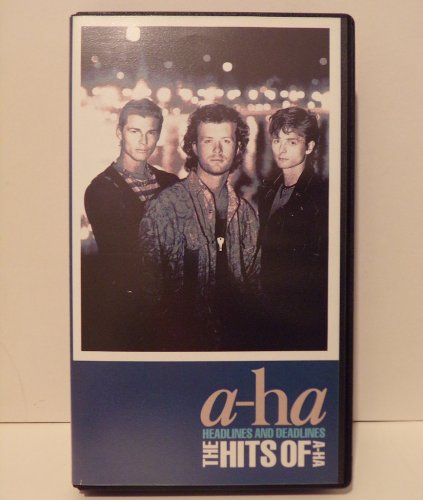 a-ha
HEADLINES AND DEADLINES
THE HITS OF A-HA